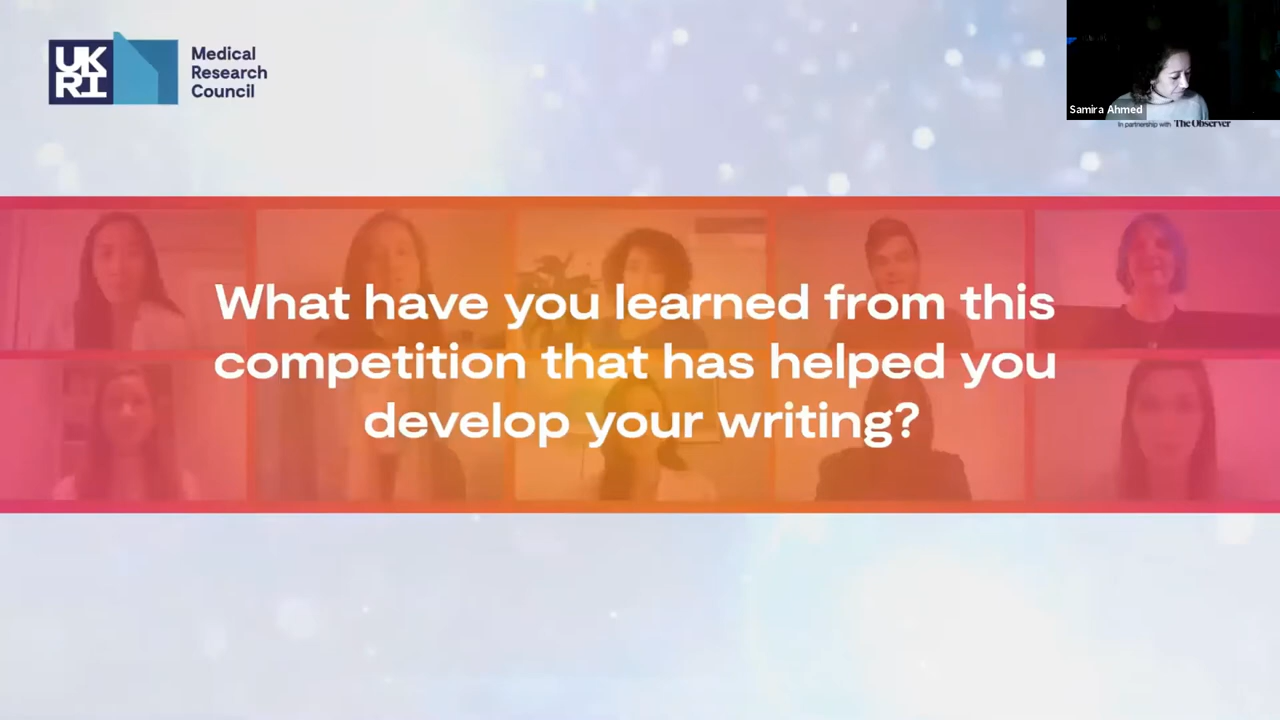 UK
RI
Medical
Research
Council
Samira Ahmed
In partnership with The Observer
What have you learned from this
competition that has helped you
develop your writing?